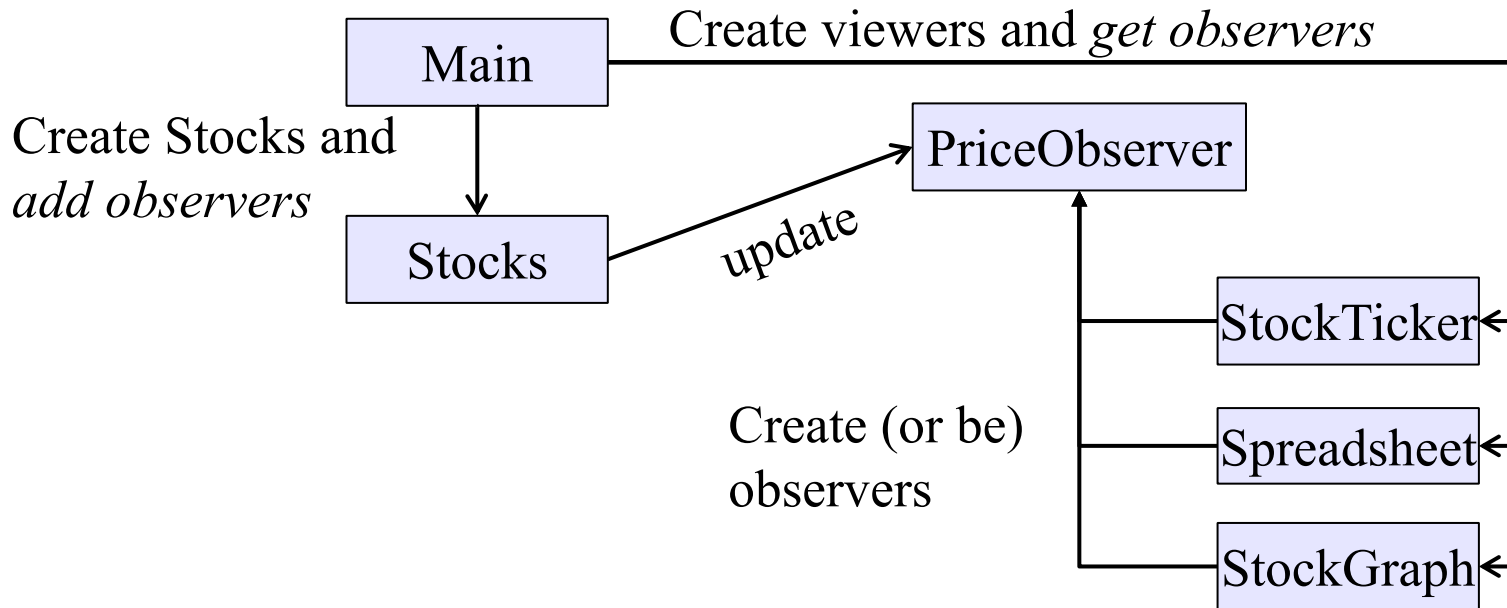 Create viewers and get observers
Main
Create Stocks and
add observers
PriceObserver
Stocks
update
StockTicker
Create (or be)
observers
Spreadsheet
StockGraph